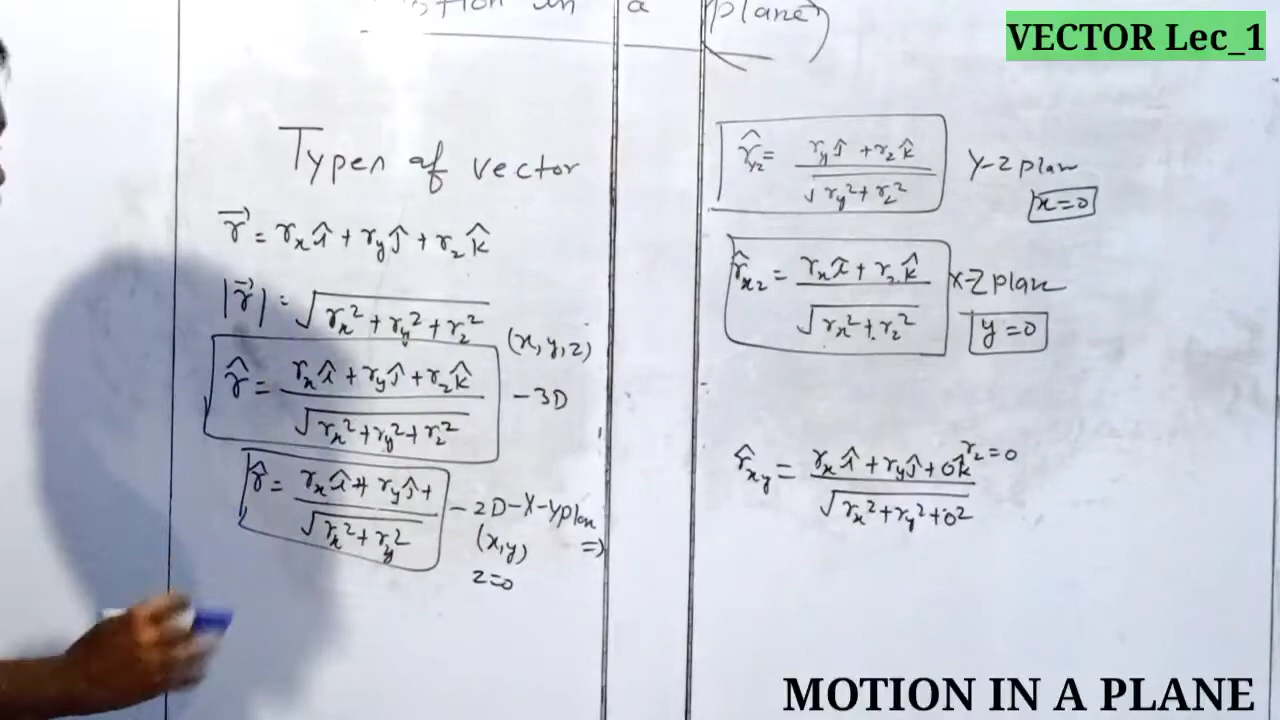 in a plane)
VECTOR Lec_1
Types of vector
r⃗ = rₓî + r_yĵ + r_zk̂
|r⃗| = √(rₓ² + r_y² + r_z²)
(x, y, z)
r̂ = (rₓî + r_yĵ + r_zk̂) / √(rₓ² + r_y² + r_z²) - 3D
r̂ = (rₓî + r_yĵ +) / √(rₓ² + r_y²) - 2D-X-yplan
(x,y) ⇒
z=0
r̂_yz = (r_yĵ + r_zk̂) / √(r_y² + r_z²) Y-Z plan
x=0
r̂_xz = (rₓî + r_zk̂) / √(rₓ² + r_z²) X-Z plan
y=0
r_z=0
r̂_xy = (rₓî + r_yĵ + 0k̂) / √(rₓ² + r_y² + 0²)
MOTION IN A PLANE